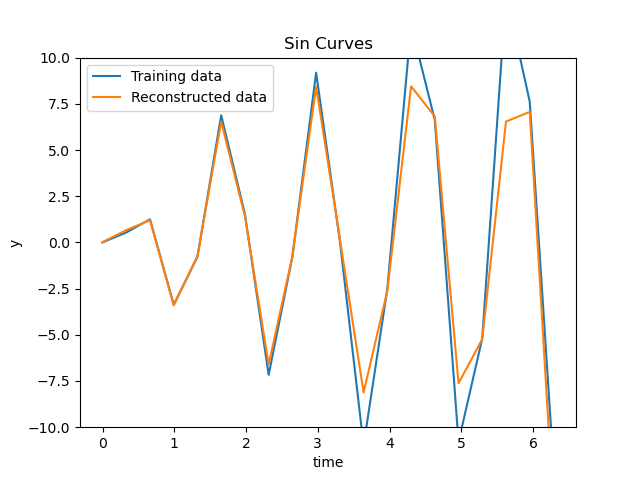 Sin Curves
Training data
Reconstructed data
10.0
7.5
5.0
2.5
0.0
−2.5
−5.0
−7.5
−10.0
y
0 1 2 3 4 5 6
time